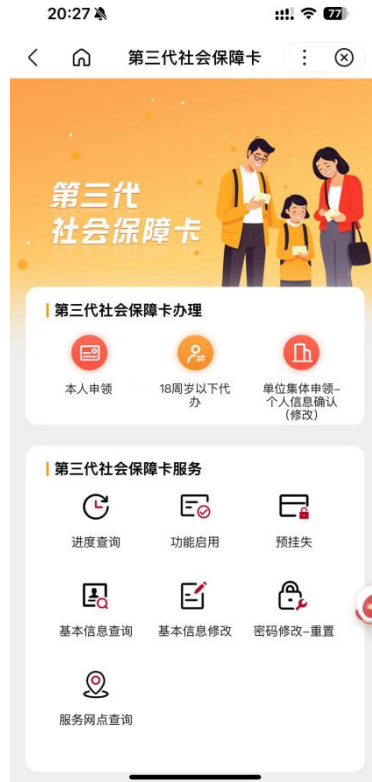 20:27
77
第三代社会保障卡
第三代
社会保障卡
第三代社会保障卡办理
本人申领
18周岁以下代
办
单位集体申领-
个人信息确认
(修改)
第三代社会保障卡服务
进度查询
功能启用
预挂失
基本信息查询
基本信息修改
密码修改-重置
服务网点查询